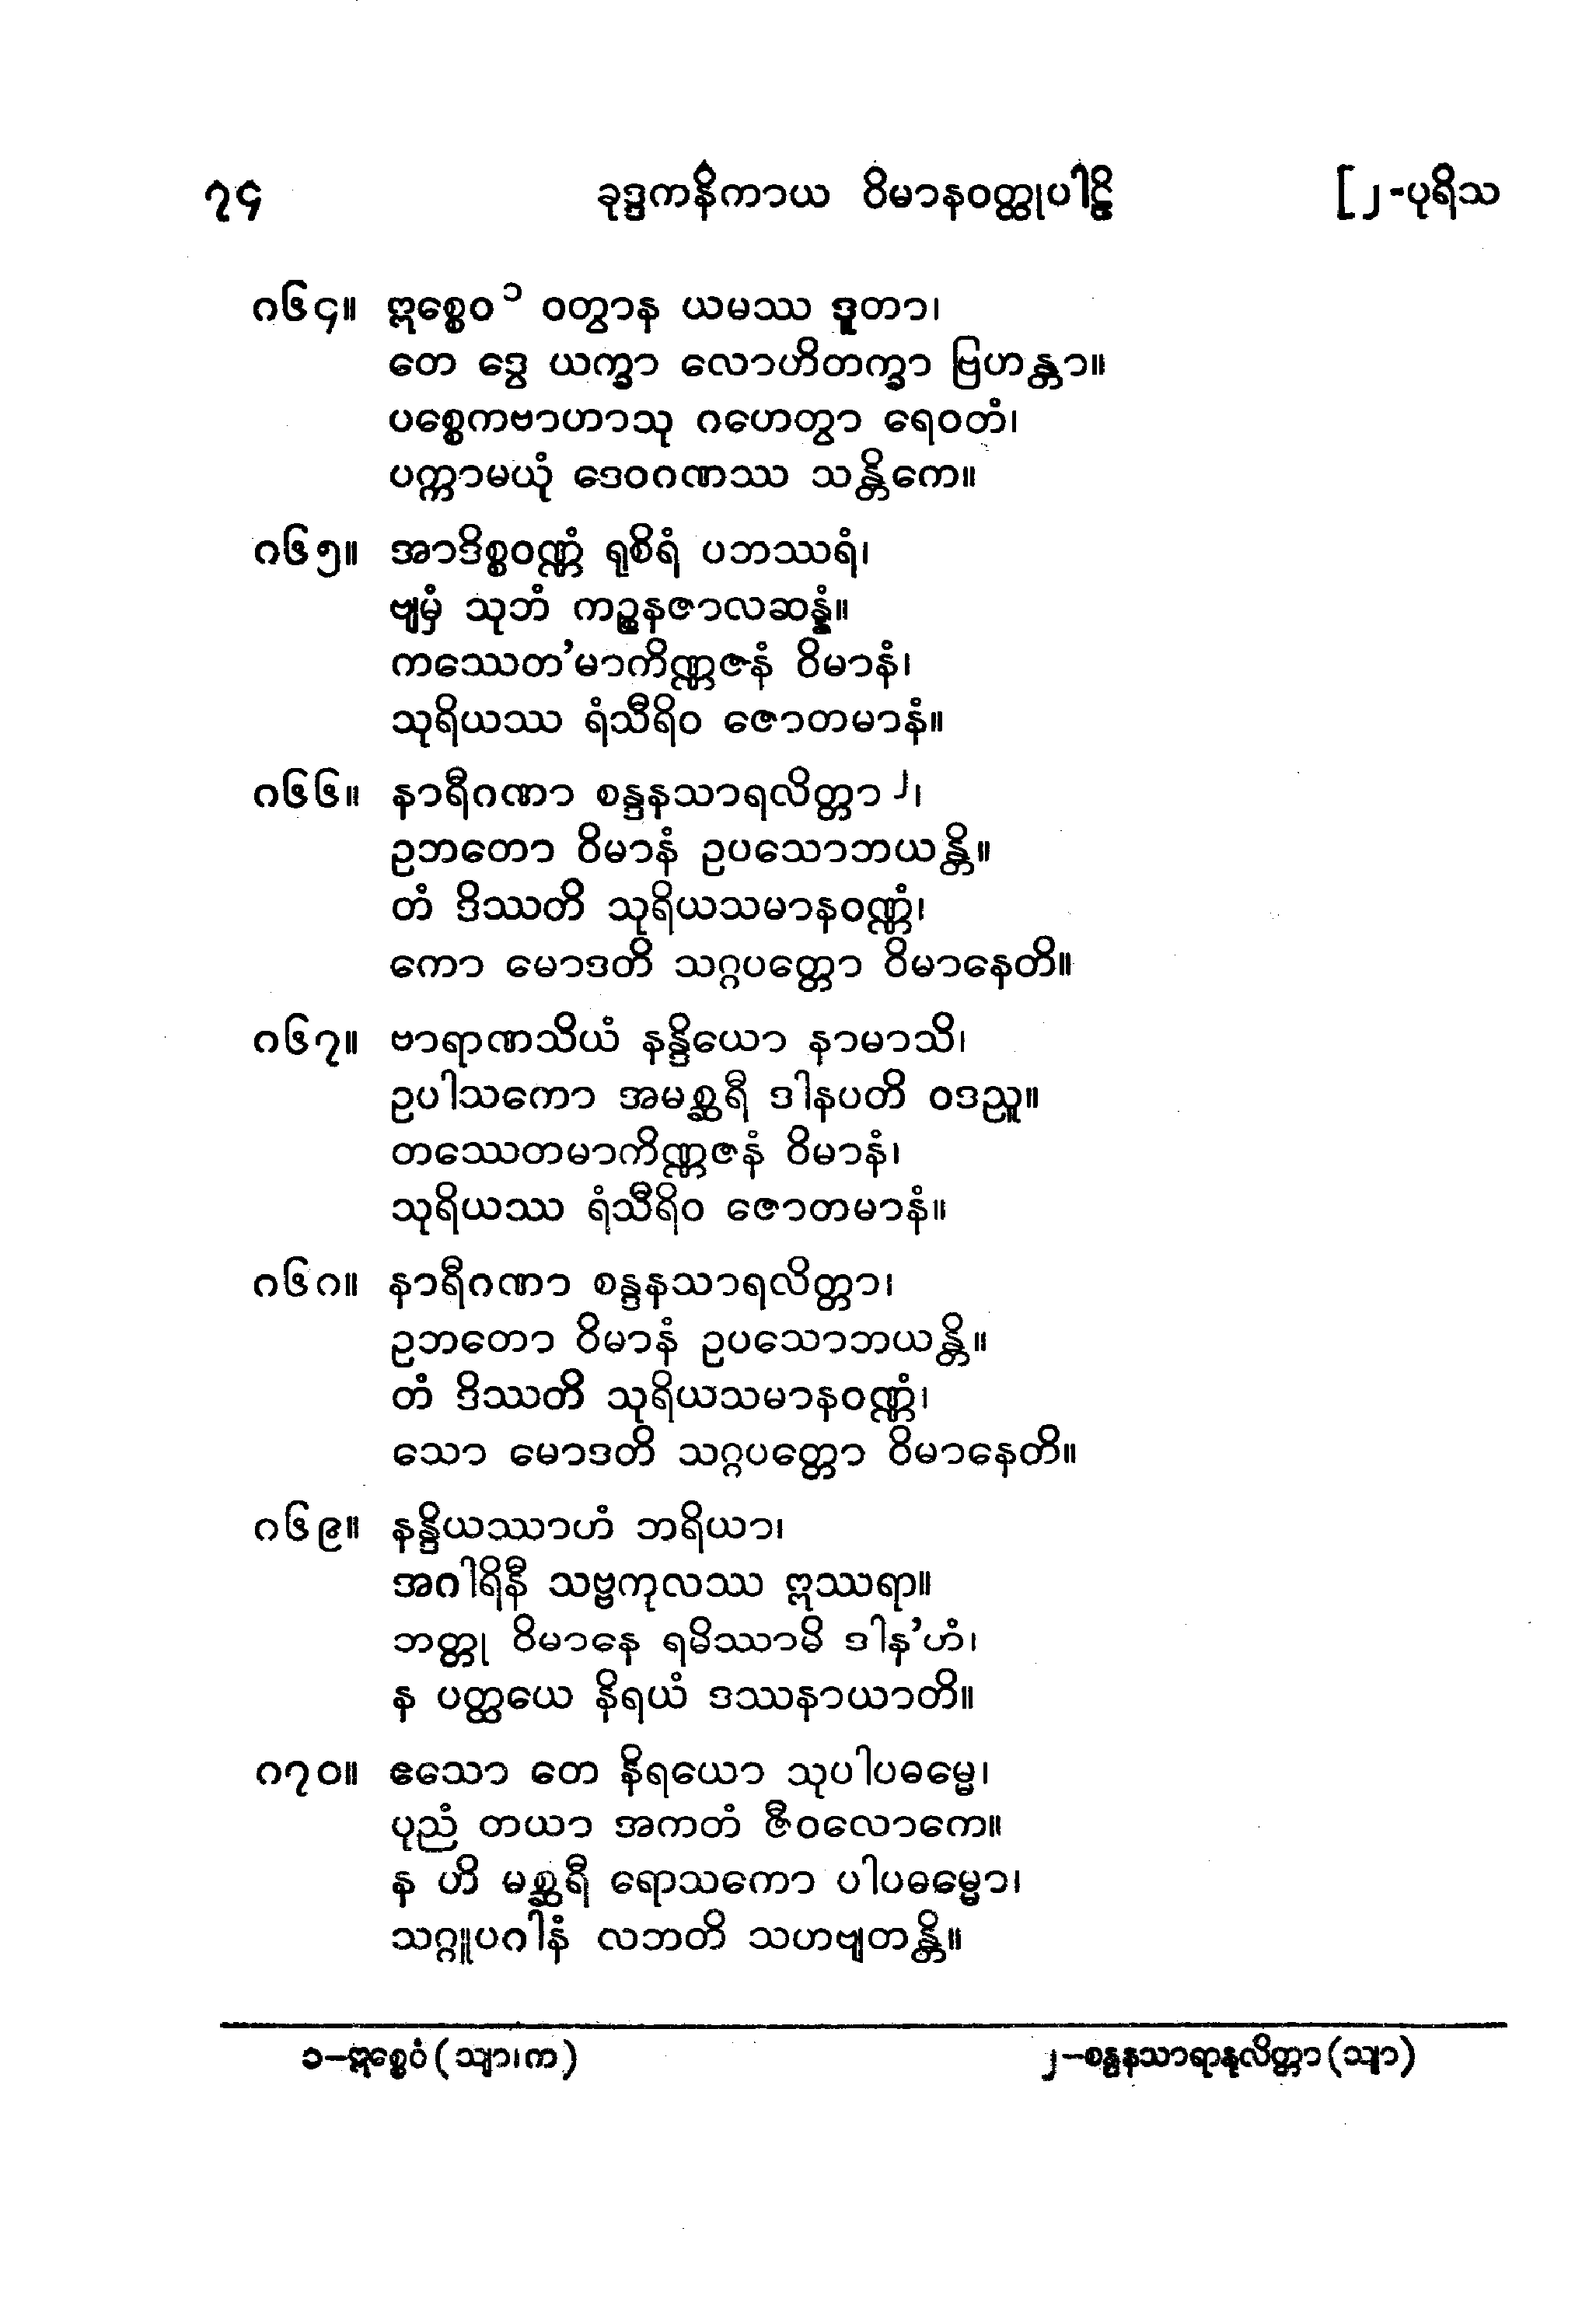 ၇၄ ခုဒ္ဒကနိကာယ ဝိမာနဝတ္ထုပါဠိ [၂-ပုရိသ
၈၆၄။ ဣစ္စေဝ ၁ ဝတွာန ယမဿ ဒူတာ၊
တေ ဒွေ ယက္ခာ လောဟိတက္ခာ ဗြဟန္တာ။
ပစ္စေကဗာဟာသု ဂဟေတွာ ရေဝတံ၊
ပက္ကာမယုံ ဒေဝဂဏဿ သန္တိကေ။
၈၆၅။ အာဒိစ္စဝဏ္ဏံ ရုစိရံ ပဘဿရံ၊
ဗျမှံ သုဘံ ကဉ္စနဇာလဆန္နံ။
ကဿေတ’မာကိဏ္ဏဇနံ ဝိမာနံ၊
သုရိယဿ ရံသီရိဝ ဇောတမာနံ။
၈၆၆။ နာရီဂဏာ စန္ဒနသာရလိတ္တာ ၂၊
ဥဘတော ဝိမာနံ ဥပသောဘယန္တိ။
တံ ဒိဿတိ သုရိယသမာနဝဏ္ဏံ၊
ကော မောဒတိ သဂ္ဂပတ္တော ဝိမာနေတိ။
၈၆၇။ ဗာရာဏသိယံ နန္ဒိယော နာမာသိ၊
ဥပါသကော အမစ္ဆရီ ဒါနပတိ ဝဒညူ။
တဿေတမာကိဏ္ဏဇနံ ဝိမာနံ၊
သုရိယဿ ရံသီရိဝ ဇောတမာနံ။
၈၆၈။ နာရီဂဏာ စန္ဒနသာရလိတ္တာ၊
ဥဘတော ဝိမာနံ ဥပသောဘယန္တိ။
တံ ဒိဿတိ သုရိယသမာနဝဏ္ဏံ၊
သော မောဒတိ သဂ္ဂပတ္တော ဝိမာနေတိ။
၈၆၉။ နန္ဒိယဿာဟံ ဘရိယာ၊
အဂါရိနီ သဗ္ဗကုလဿ ဣဿရာ။
ဘတ္တု ဝိမာနေ ရမိဿာမိ ဒါန’ဟံ၊
န ပတ္ထယေ နိရယံ ဒဿနာယာတိ။
၈၇၀။ ဧသော တေ နိရယော သုပါပဓမ္မေ၊
ပုညံ တယာ အကတံ ဇီဝလောကေ။
န ဟိ မစ္ဆရီ ရောသကော ပါပဓမ္မော၊
သဂ္ဂူပဂါနံ လဘတိ သဟဗျတန္တိ။
၁–ဣစ္စေဝံ (သျာ၊က) ၂–စန္ဒနသာရာနုလိတ္တာ (သျာ)